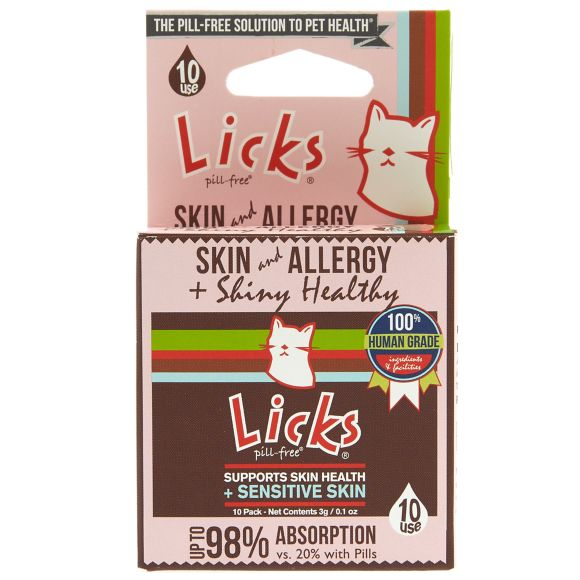 THE PILL-FREE SOLUTION TO PET HEALTH®
10
use
Licks
pill-free®
®
SKIN and ALLERGY
SKIN and ALLERGY
+ Shiny Healthy
100%
HUMAN GRADE
ingredients
& facilities
Licks
pill-free®
®
SUPPORTS SKIN HEALTH
+ SENSITIVE SKIN
10 Pack - Net Contents 3g / 0.1 oz
10
use
UP TO 98% ABSORPTION
vs. 20% with Pills